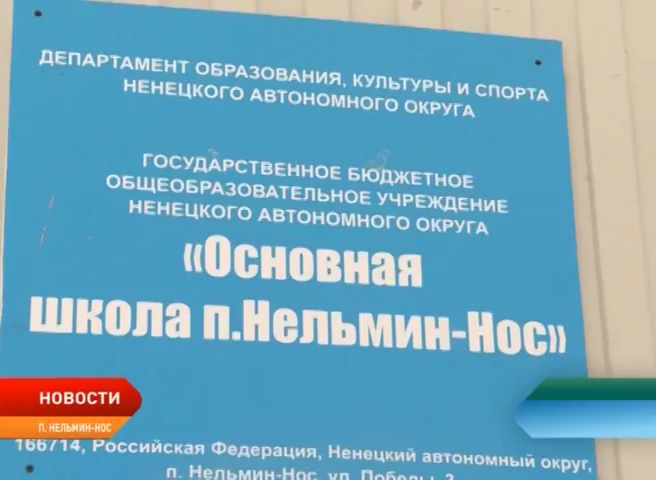 ДЕПАРТАМЕНТ ОБРАЗОВАНИЯ, КУЛЬТУРЫ И СПОРТА
НЕНЕЦКОГО АВТОНОМНОГО ОКРУГА
ГОСУДАРСТВЕННОЕ БЮДЖЕТНОЕ
ОБЩЕОБРАЗОВАТЕЛЬНОЕ УЧРЕЖДЕНИЕ
НЕНЕЦКОГО АВТОНОМНОГО ОКРУГА
«Основная
школа п.Нельмин-Нос»
НОВОСТИ
П. НЕЛЬМИН-НОС
166714, Российская Федерация, Ненецкий автономный округ,
п. Нельмин-Нос, ул. Победы, 3